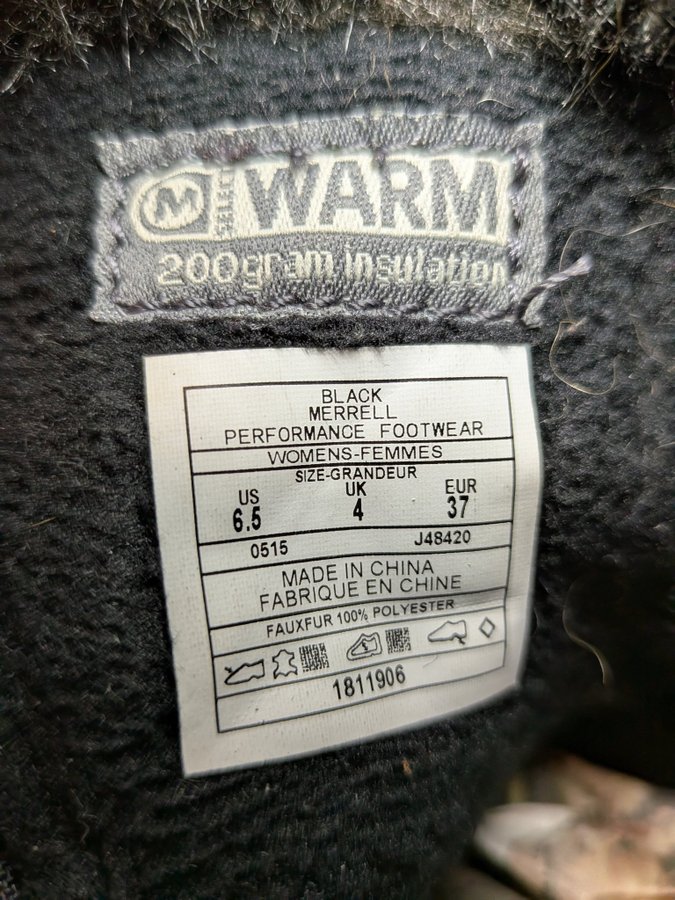 M SELECT WARM
200gram insulation
BLACK
MERRELL
PERFORMANCE FOOTWEAR
WOMENS-FEMMES
SIZE-GRANDEUR
US UK EUR
6.5 4 37
0515 J48420
MADE IN CHINA
FABRIQUE EN CHINE
FAUXFUR 100% POLYESTER
1811906